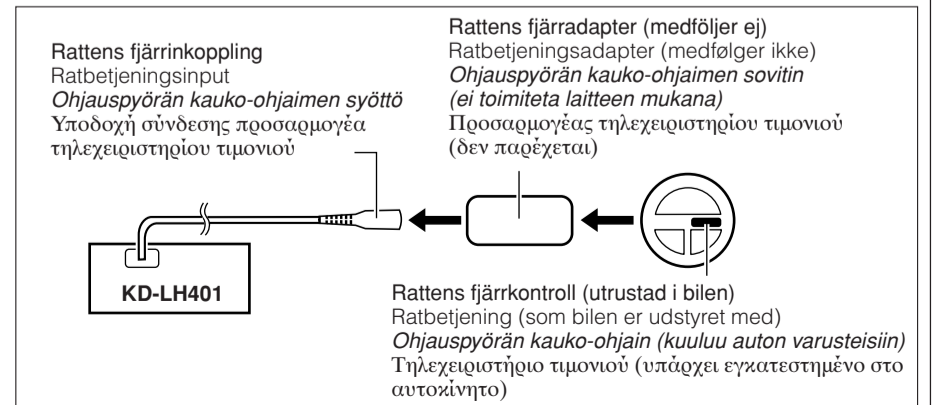 Rattens fjärrinkoppling
Ratbetjeningsinput
Ohjauspyörän kauko-ohjaimen syöttö
Υποδοχή σύνδεσης προσαρμογέα
τηλεχειριστηρίου τιμονιού
Rattens fjärradapter (medföljer ej)
Ratbetjeningsadapter (medfølger ikke)
Ohjauspyörän kauko-ohjaimen sovitin
(ei toimiteta laitteen mukana)
Προσαρμογέας τηλεχειριστηρίου τιμονιού
(δεν παρέχεται)
KD-LH401
Rattens fjärrkontroll (utrustad i bilen)
Ratbetjening (som bilen er udstyret med)
Ohjauspyörän kauko-ohjain (kuuluu auton varusteisiin)
Τηλεχειριστήριο τιμονιού (υπάρχει εγκατεστημένο στο
αυτοκίνητο)